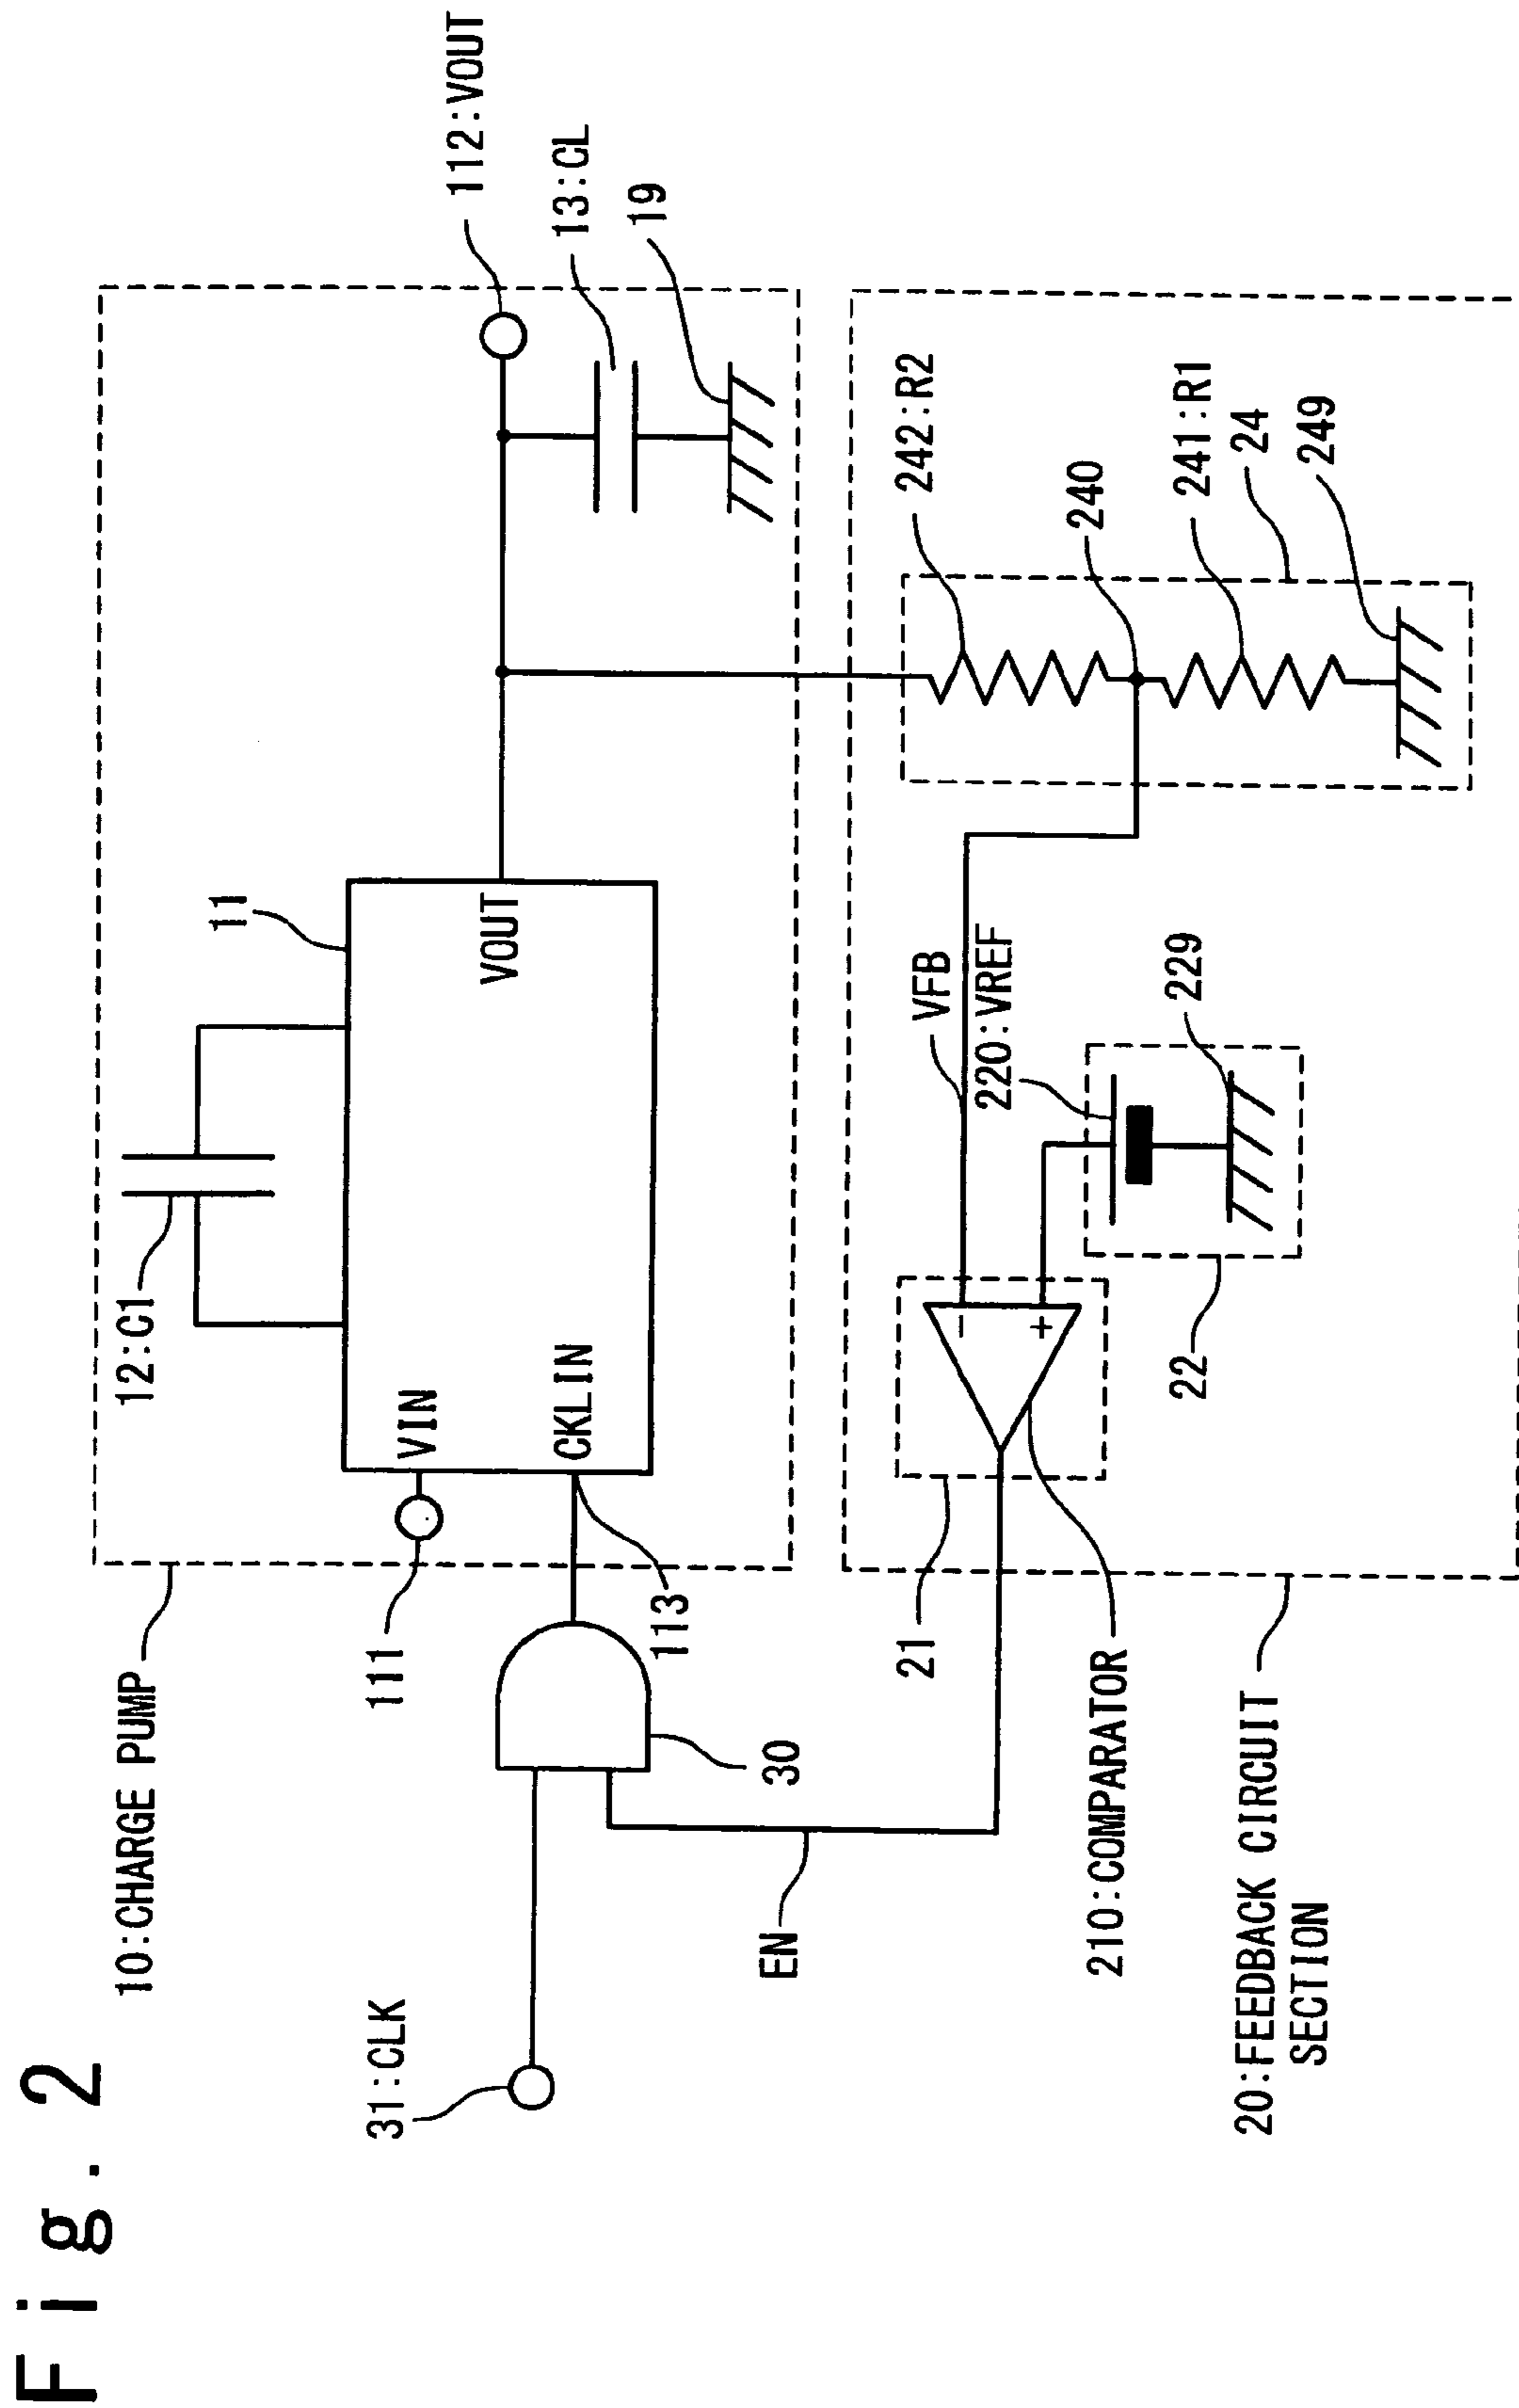 Fig. 2
10:CHARGE PUMP
12:C1
11
112:VOUT
31:CLK
111
VIN
VOUT
CKLIN
13:CL
113
19
30
EN
21
VFB
242:R2
220:VREF
240
−
+
210:COMPARATOR
22
229
241:R1
24
20:FEEDBACK CIRCUIT
SECTION
249